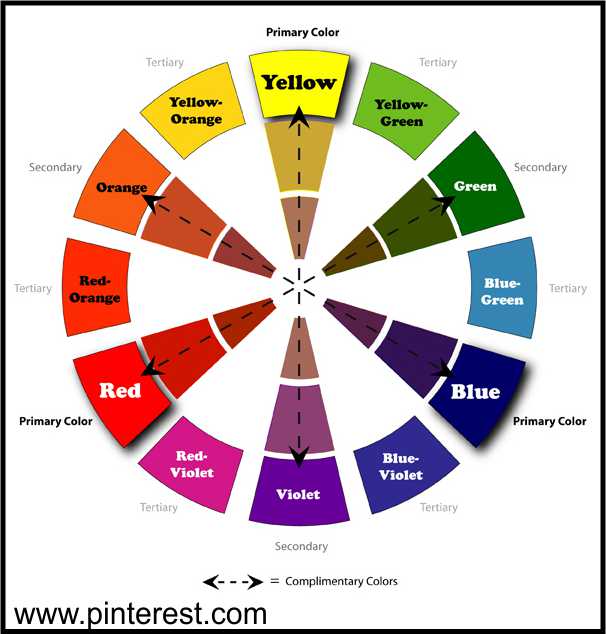 Primary Color
Tertiary
Yellow
Tertiary
Yellow-
Orange
Yellow-
Green
Secondary
Orange
Green
Secondary
Tertiary
Red-
Orange
Blue-
Green
Tertiary
Red
Blue
Primary Color
Primary Color
Red-
Violet
Blue-
Violet
Tertiary
Violet
Tertiary
Secondary
= Complimentary Colors
www.pinterest.com